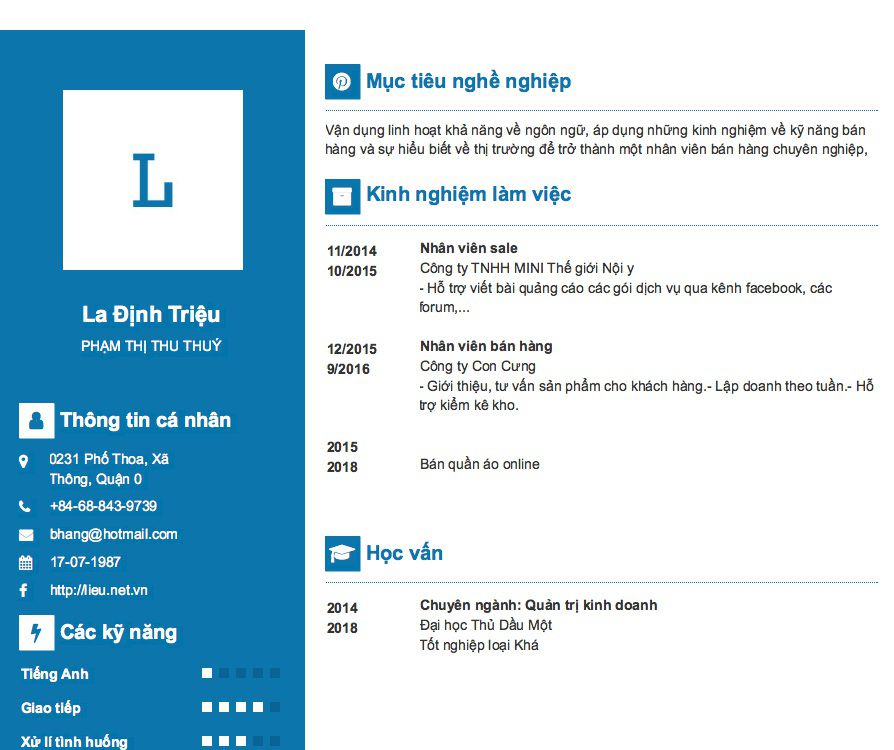 L
La Định Triệu
PHẠM THỊ THU THUÝ
Thông tin cá nhân
0231 Phố Thoa, Xã
Thông, Quận 0
+84-68-843-9739
bhang@hotmail.com
17-07-1987
http://lieu.net.vn
Các kỹ năng
Tiếng Anh
Giao tiếp
Xử lí tình huống
Mục tiêu nghề nghiệp
Vận dụng linh hoạt khả năng về ngôn ngữ, áp dụng những kinh nghiệm về kỹ năng bán
hàng và sự hiểu biết về thị trường để trở thành một nhân viên bán hàng chuyên nghiệp,
Kinh nghiệm làm việc
11/2014 Nhân viên sale
10/2015 Công ty TNHH MINI Thế giới Nội y
- Hỗ trợ viết bài quảng cáo các gói dịch vụ qua kênh facebook, các
forum,...
12/2015 Nhân viên bán hàng
9/2016 Công ty Con Cưng
- Giới thiệu, tư vấn sản phẩm cho khách hàng.- Lập doanh theo tuần.- Hỗ
trợ kiểm kê kho.
2015
2018 Bán quần áo online
Học vấn
2014 Chuyên ngành: Quản trị kinh doanh
2018 Đại học Thủ Dầu Một
Tốt nghiệp loại Khá